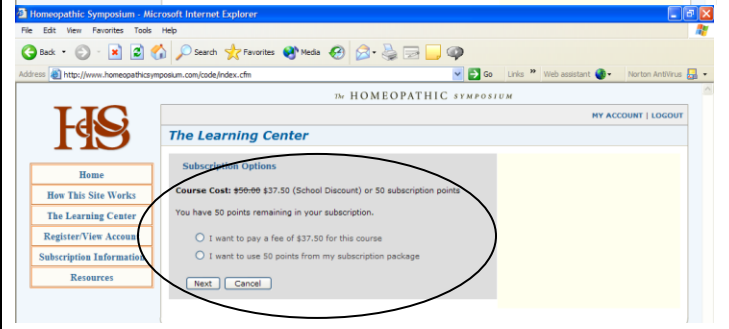 Homeopathic Symposium - Microsoft Internet Explorer
File Edit View Favorites Tools Help
Back Search Favorites Media
Address http://www.homeopathicsymposium.com/code/index.cfm Go Links » Web assistant Norton AntiVirus
The HOMEOPATHIC SYMPOSIUM
HS
MY ACCOUNT | LOGOUT
The Learning Center
Home
How This Site Works
The Learning Center
Register/View Account
Subscription Information
Resources
Subscription Options
Course Cost: $50.00 $37.50 (School Discount) or 50 subscription points
You have 50 points remaining in your subscription.
I want to pay a fee of $37.50 for this course
I want to use 50 points from my subscription package
Next Cancel